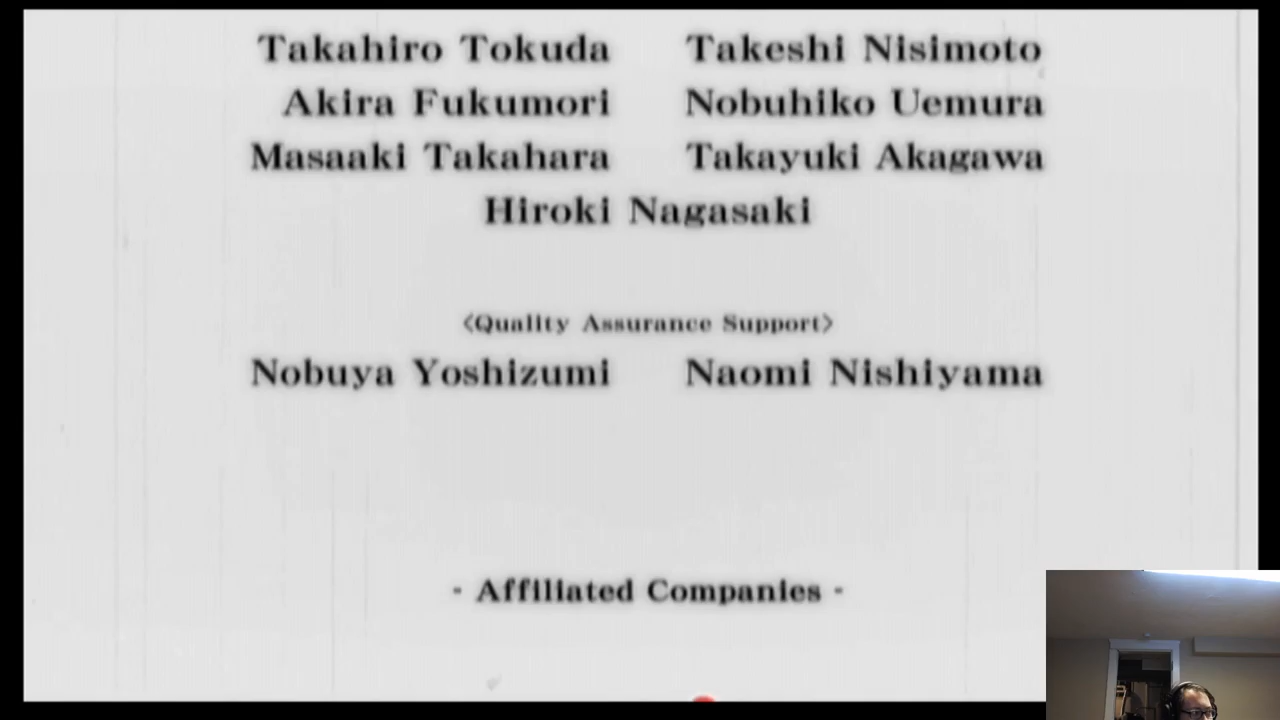 Takahiro Tokuda Takeshi Nisimoto
Akira Fukumori Nobuhiko Uemura
Masaaki Takahara Takayuki Akagawa
Hiroki Nagasaki
<Quality Assurance Support>
Nobuya Yoshizumi Naomi Nishiyama
- Affiliated Companies -